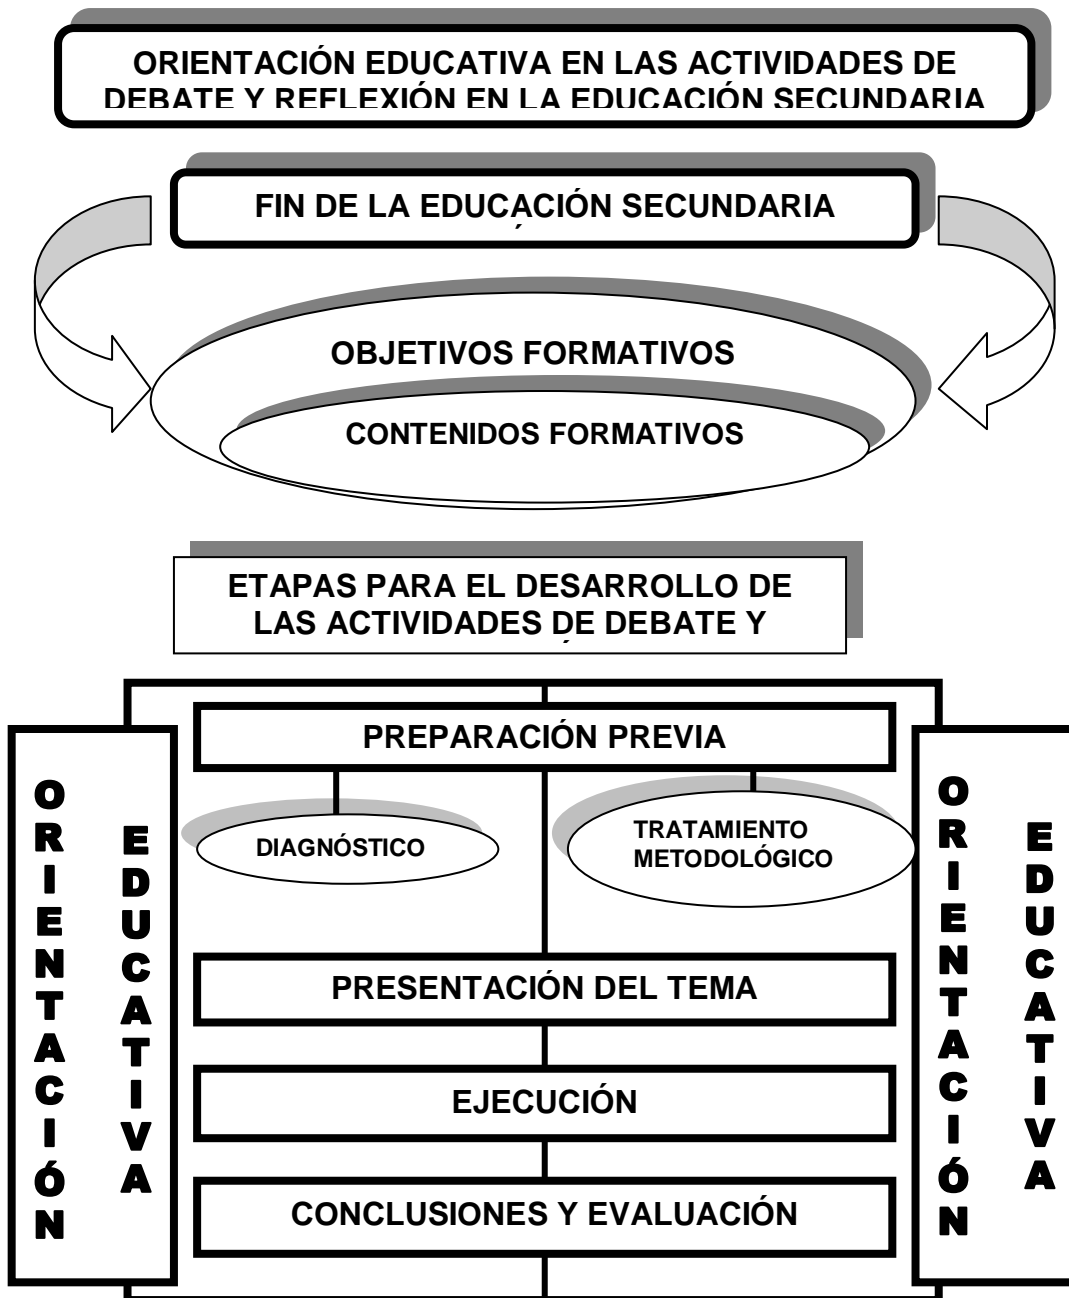 ORIENTACIÓN EDUCATIVA EN LAS ACTIVIDADES DE
DEBATE Y REFLEXIÓN EN LA EDUCACIÓN SECUNDARIA
FIN DE LA EDUCACIÓN SECUNDARIA
OBJETIVOS FORMATIVOS
CONTENIDOS FORMATIVOS
ETAPAS PARA EL DESARROLLO DE
LAS ACTIVIDADES DE DEBATE Y
PREPARACIÓN PREVIA
DIAGNÓSTICO
TRATAMIENTO
METODOLÓGICO
PRESENTACIÓN DEL TEMA
EJECUCIÓN
CONCLUSIONES Y EVALUACIÓN
ORIENTACIÓN
EDUCATIVA
ORIENTACIÓN
EDUCATIVA